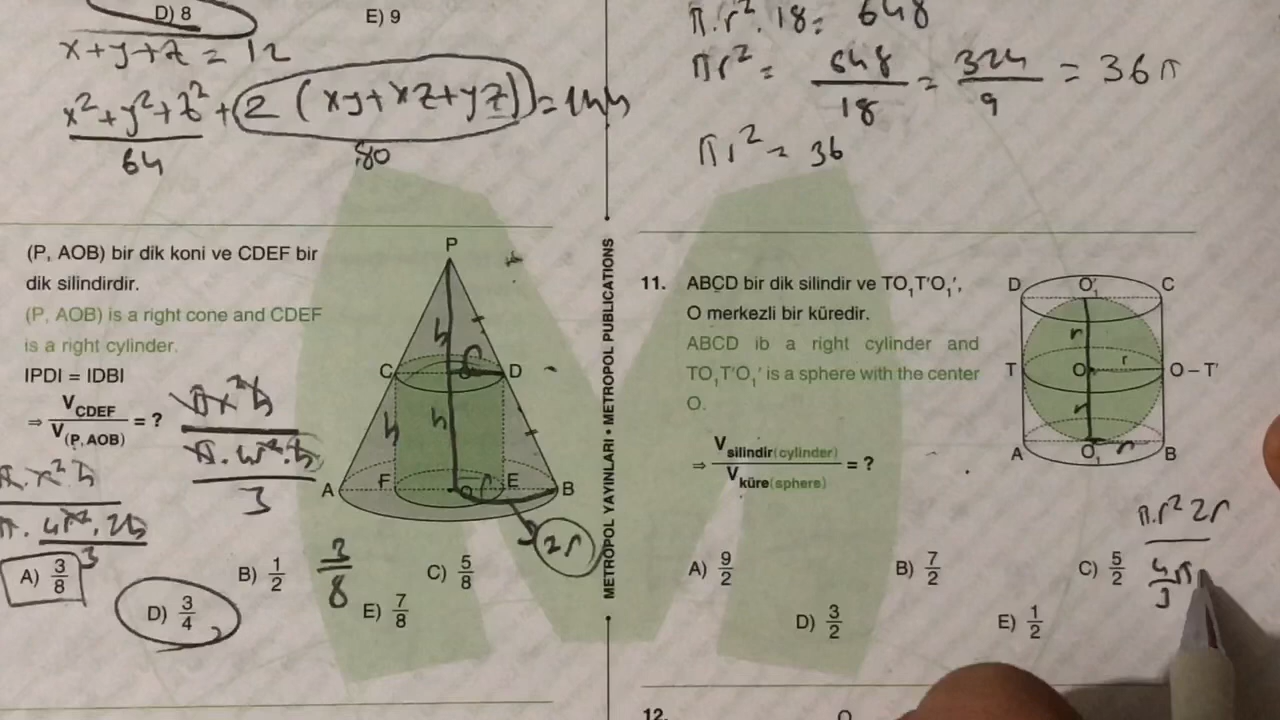 D) 8
E) 9
x+y+z = 12
x²+y²+z² + 2 (xy+xz+yz) = 144
64
80
π.r².18 = 648
πr² = 648/18 = 324/9 = 36π
πr² = 36
(P, AOB) bir dik koni ve CDEF bir
dik silindirdir.
(P, AOB) is a right cone and CDEF
is a right cylinder.
IPDI = IDBI
⇒ V_CDEF / V_(P, AOB) = ?
3/8
P
h
r
C
D
h
h
A
F
O
r
E
B
2r
A) 3/8
B) 1/2
C) 5/8
D) 3/4
E) 7/8
METROPOL YAYINLARI • METROPOL PUBLICATIONS
11. ABCD bir dik silindir ve TO₁T'O₁',
O merkezli bir küredir.
ABCD ib a right cylinder and
TO₁T'O₁' is a sphere with the center
O.
⇒ V silindir(cylinder) / V küre(sphere) = ?
D
O₁'
C
r
T
O
r
O – T'
r
A
O₁
r
B
π.r² 2r
4/3 π
A) 9/2
B) 7/2
C) 5/2
D) 3/2
E) 1/2
12.
O